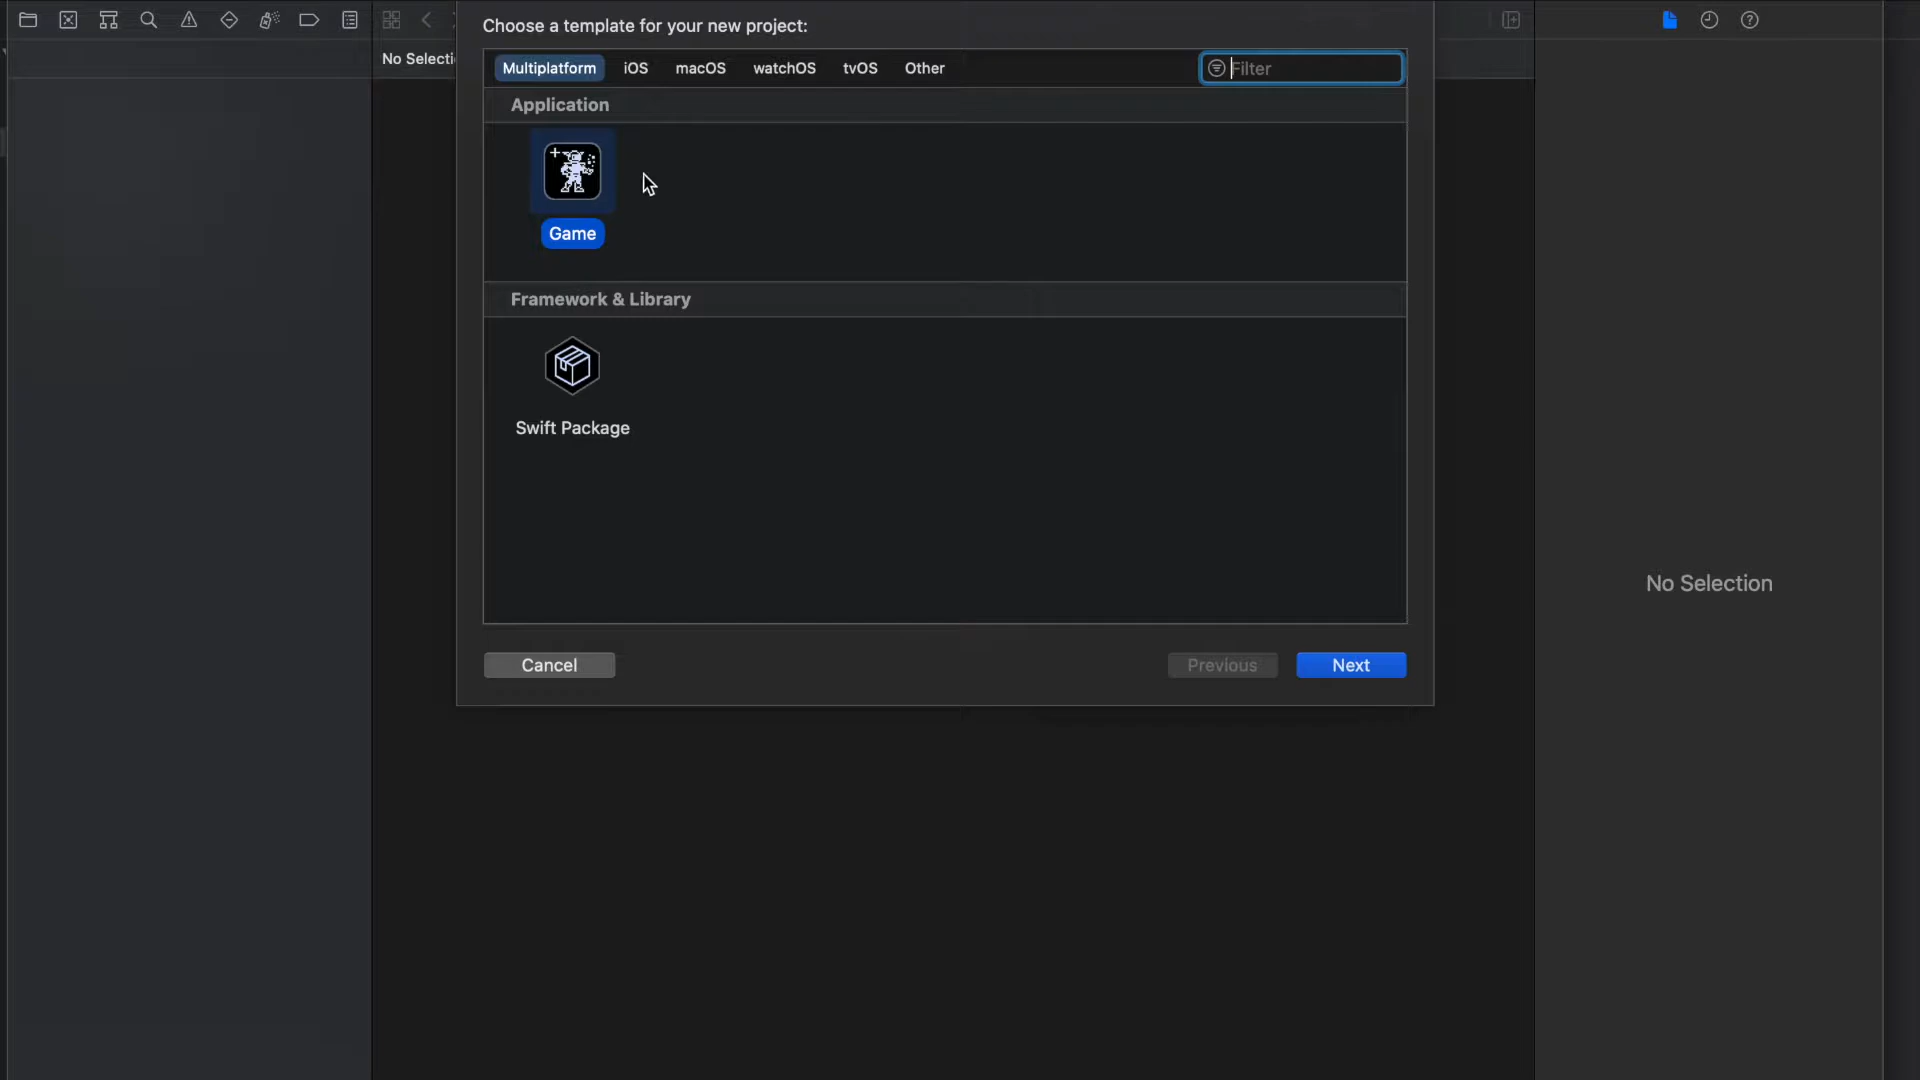 Choose a template for your new project:
No Selecti
Multiplatform iOS macOS watchOS tvOS Other
Filter
Application
Game
Framework & Library
Swift Package
Cancel Previous Next
No Selection